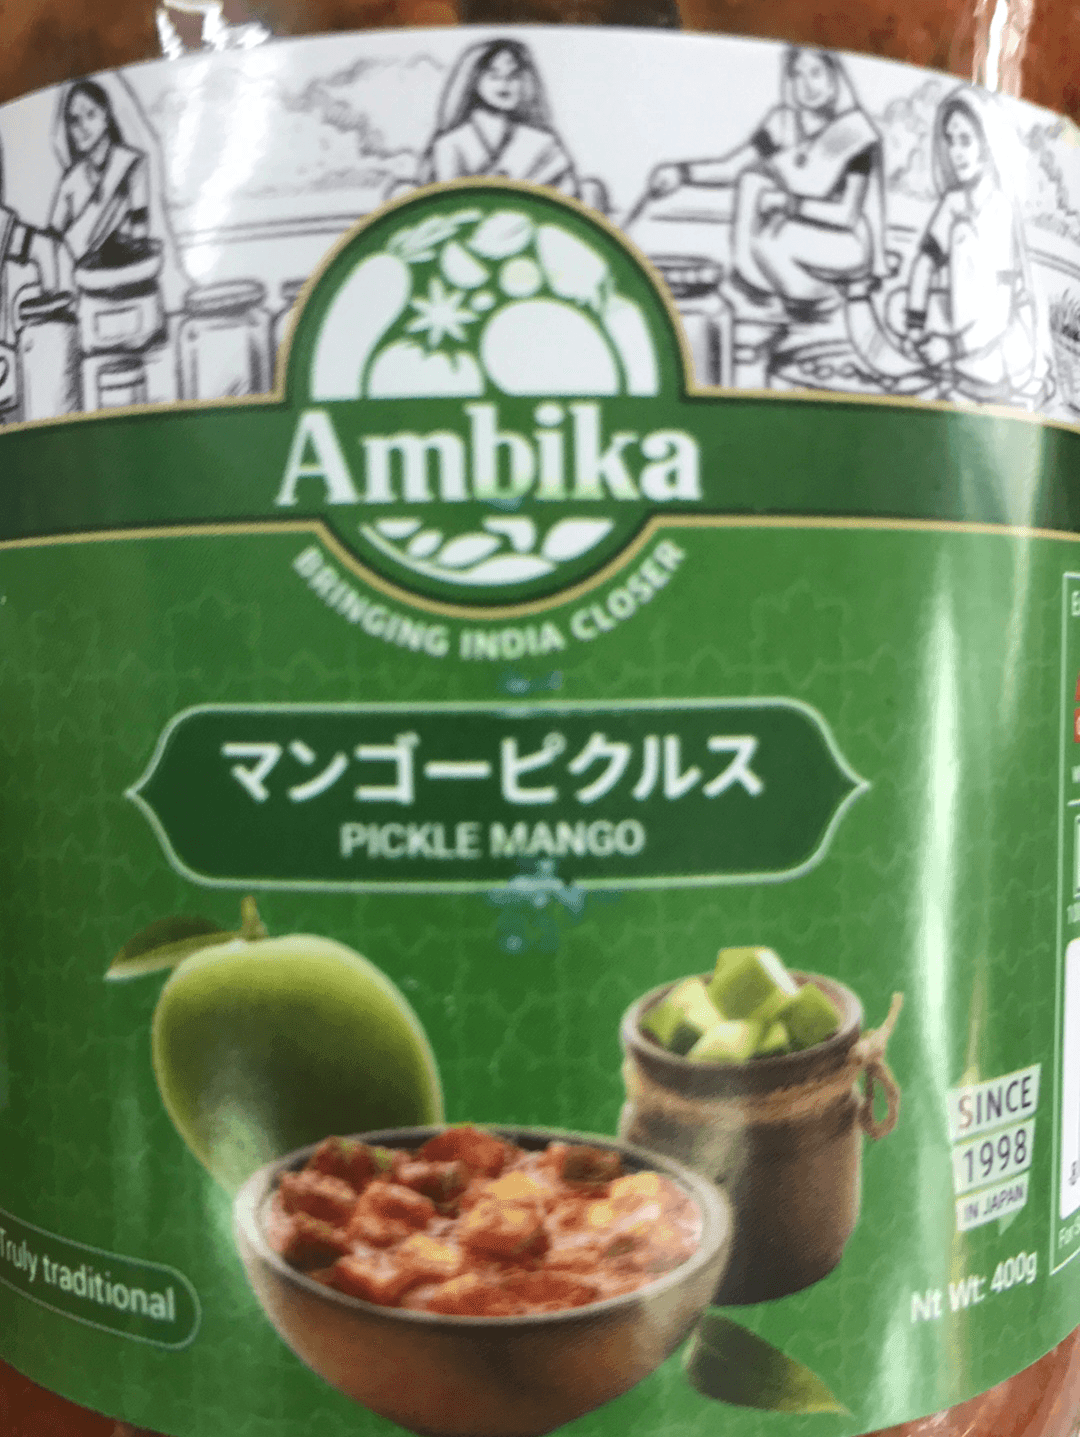 Ambika
BRINGING INDIA CLOSER
マンゴーピクルス
PICKLE MANGO
SINCE
1998
IN JAPAN
Truly traditional
Nt Wt: 400g